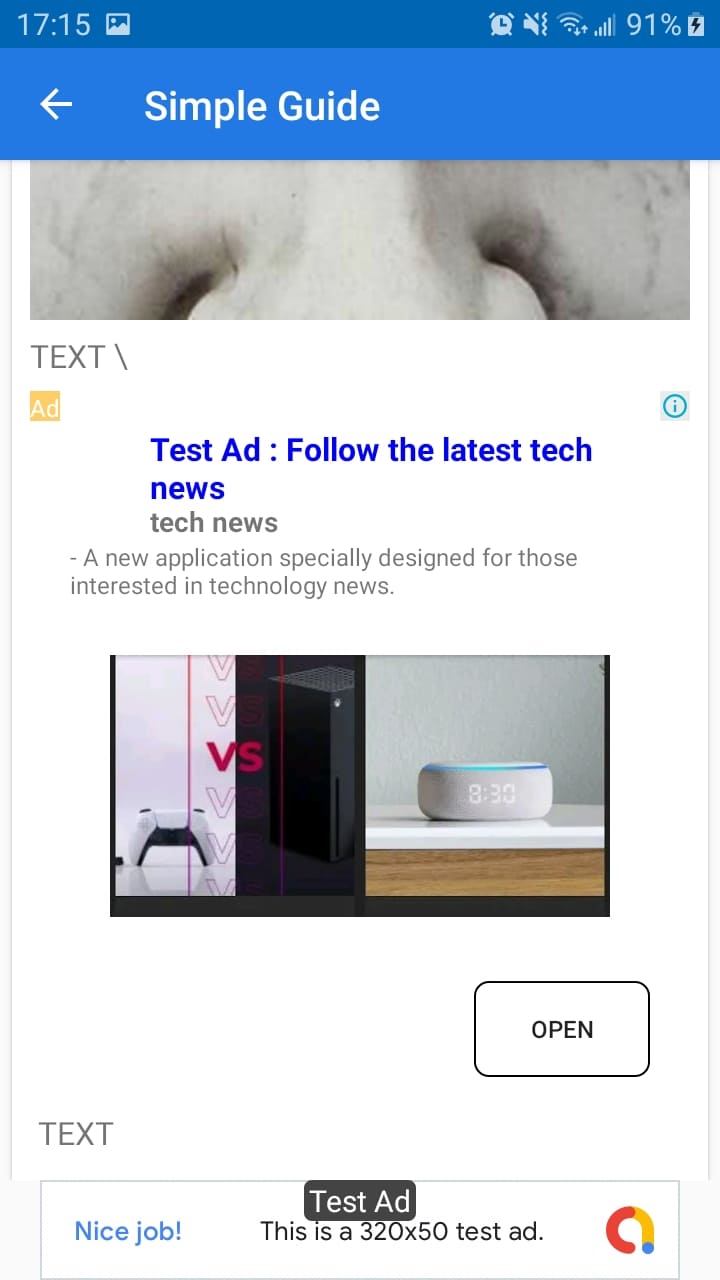 17:15 91%
Simple Guide
TEXT \
Ad
Test Ad : Follow the latest tech
news
tech news
- A new application specially designed for those
interested in technology news.
VS
VS
VS
VS
VS
VS
8:30
OPEN
TEXT
Test Ad
Nice job! This is a 320x50 test ad.